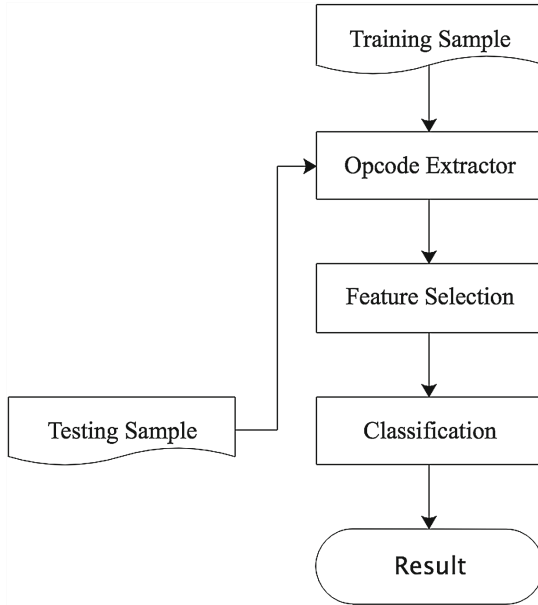 Training Sample
Opcode Extractor
Feature Selection
Testing Sample
Classification
Result